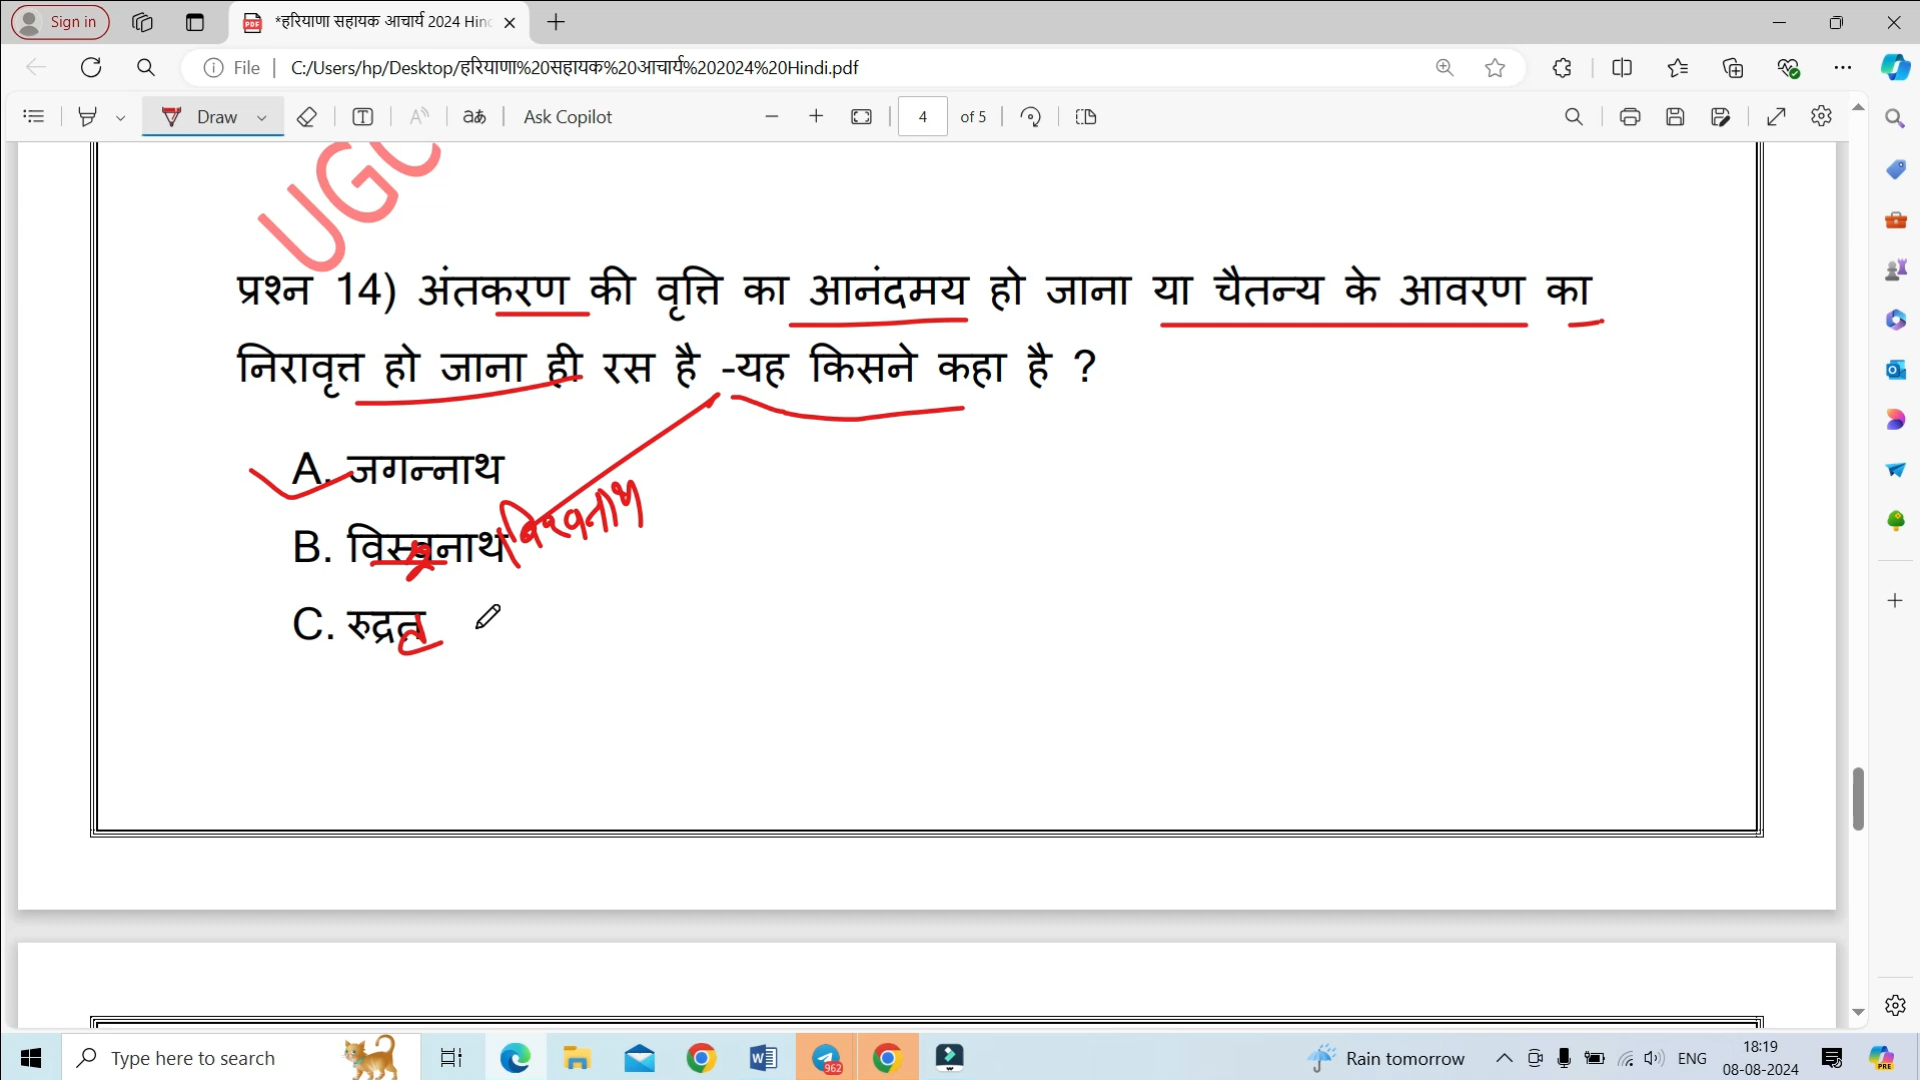 Sign in
*हरियाणा सहायक आचार्य 2024 Hin
File
C:/Users/hp/Desktop/हरियाणा%20सहायक%20आचार्य%202024%20Hindi.pdf
Draw
Ask Copilot
4 of 5
UGC
प्रश्न 14) अंतकरण की वृत्ति का आनंदमय हो जाना या चैतन्य के आवरण का
निरावृत्त हो जाना ही रस है -यह किसने कहा है ?
A. जगन्नाथ
विश्वनाथ
B. विस्वनाथ
C. रुद्रत
Type here to search
962
Rain tomorrow
ENG
18:19
08-08-2024
PRE